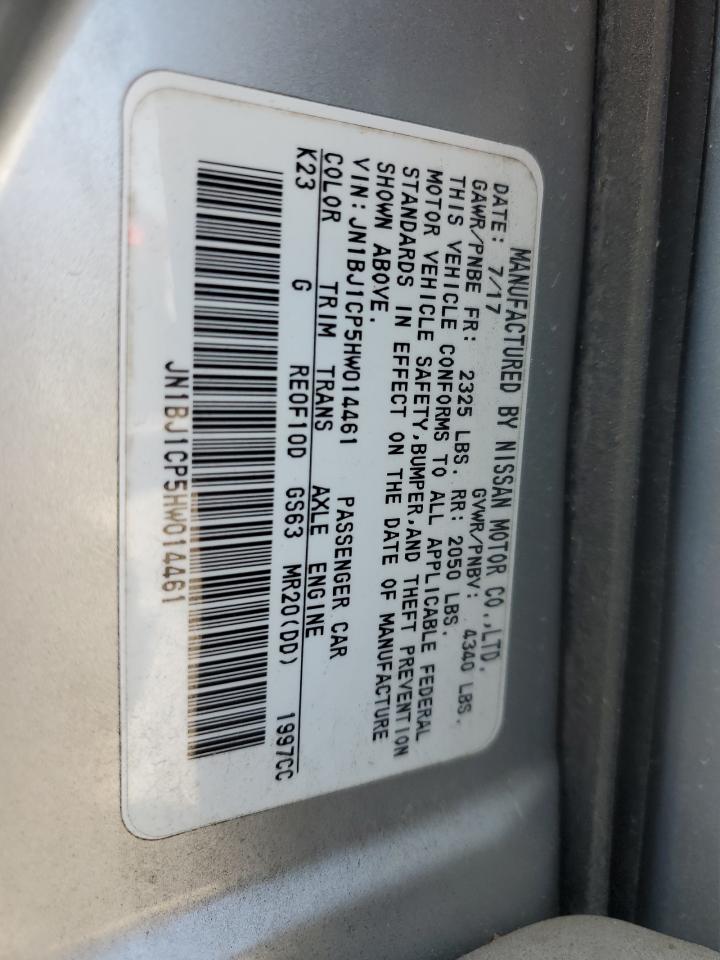 MANUFACTURED BY NISSAN MOTOR CO.,LTD.
DATE: 7/17 GVWR/PNBV: 4340 LBS.
GAWR/PNBE FR: 2325 LBS. RR: 2050 LBS.
THIS VEHICLE CONFORMS TO ALL APPLICABLE FEDERAL
MOTOR VEHICLE SAFETY,BUMPER,AND THEFT PREVENTION
STANDARDS IN EFFECT ON THE DATE OF MANUFACTURE
SHOWN ABOVE.
VIN:JN1BJ1CP5HW014461 PASSENGER CAR
COLOR TRIM TRANS AXLE ENGINE
K23 G RE0F10D GS63 MR20(DD) 1997CC
JN1BJ1CP5HW014461